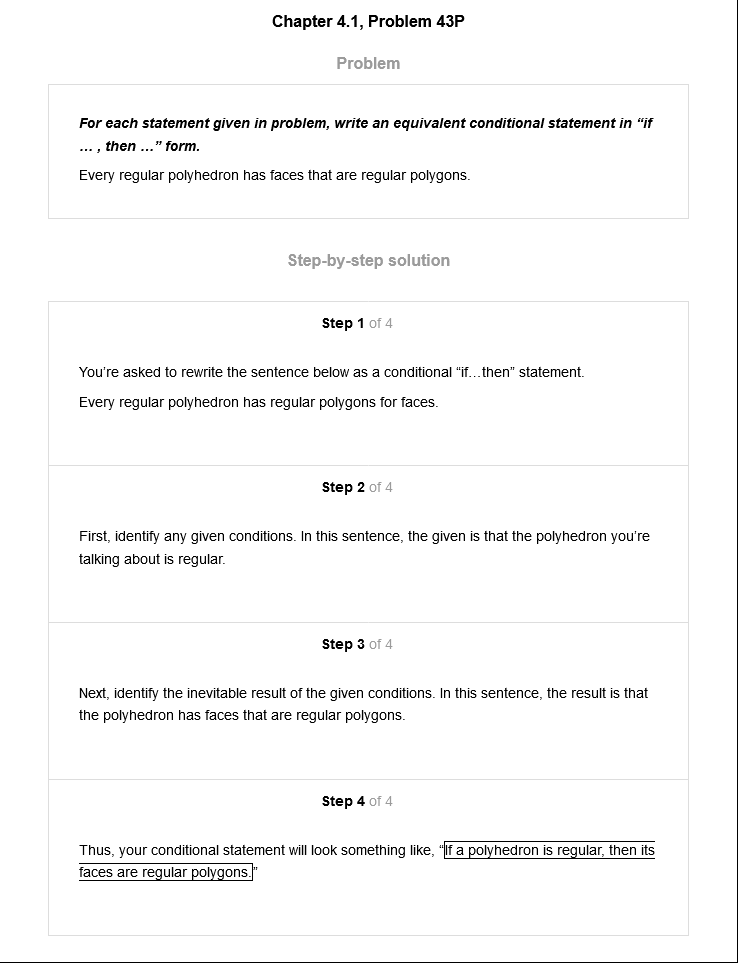 Chapter 4.1, Problem 43P
Problem
For each statement given in problem, write an equivalent conditional statement in “if
... , then ...” form.
Every regular polyhedron has faces that are regular polygons.
Step-by-step solution
Step 1 of 4
You’re asked to rewrite the sentence below as a conditional “if…then” statement.
Every regular polyhedron has regular polygons for faces.
Step 2 of 4
First, identify any given conditions. In this sentence, the given is that the polyhedron you’re
talking about is regular.
Step 3 of 4
Next, identify the inevitable result of the given conditions. In this sentence, the result is that
the polyhedron has faces that are regular polygons.
Step 4 of 4
Thus, your conditional statement will look something like, “If a polyhedron is regular, then its
faces are regular polygons.”